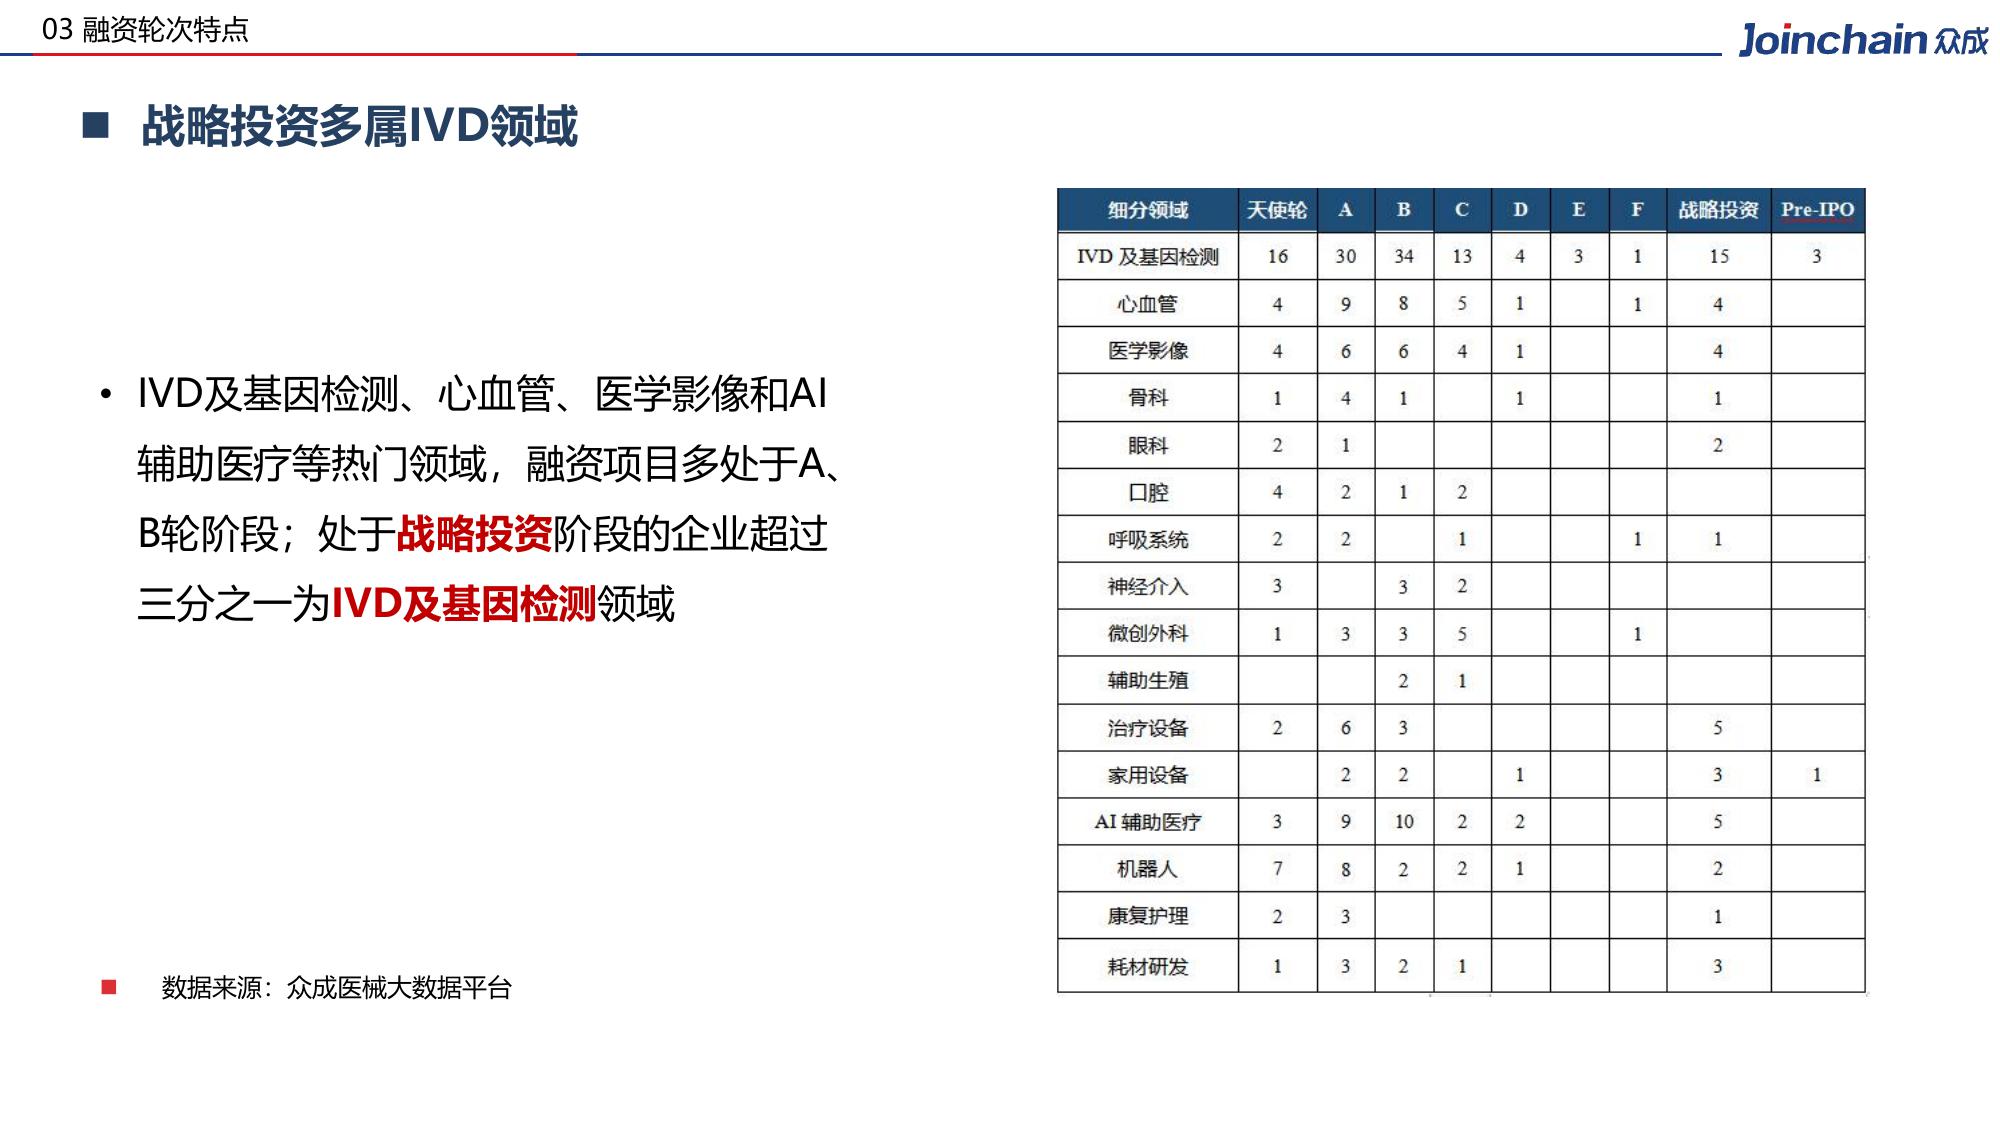 03 融资轮次特点
Joinchain 众成
■ 战略投资多属IVD领域
• IVD及基因检测、心血管、医学影像和AI
辅助医疗等热门领域，融资项目多处于A、
B轮阶段；处于战略投资阶段的企业超过
三分之一为IVD及基因检测领域
■ 数据来源：众成医械大数据平台
细分领域 天使轮 A B C D E F 战略投资 Pre-IPO
IVD 及基因检测 16 30 34 13 4 3 1 15 3
心血管 4 9 8 5 1 1 4
医学影像 4 6 6 4 1 4
骨科 1 4 1 1 1
眼科 2 1 2
口腔 4 2 1 2
呼吸系统 2 2 1 1 1
神经介入 3 3 2
微创外科 1 3 3 5 1
辅助生殖 2 1
治疗设备 2 6 3 5
家用设备 2 2 1 3 1
AI 辅助医疗 3 9 10 2 2 5
机器人 7 8 2 2 1 2
康复护理 2 3 1
耗材研发 1 3 2 1 3